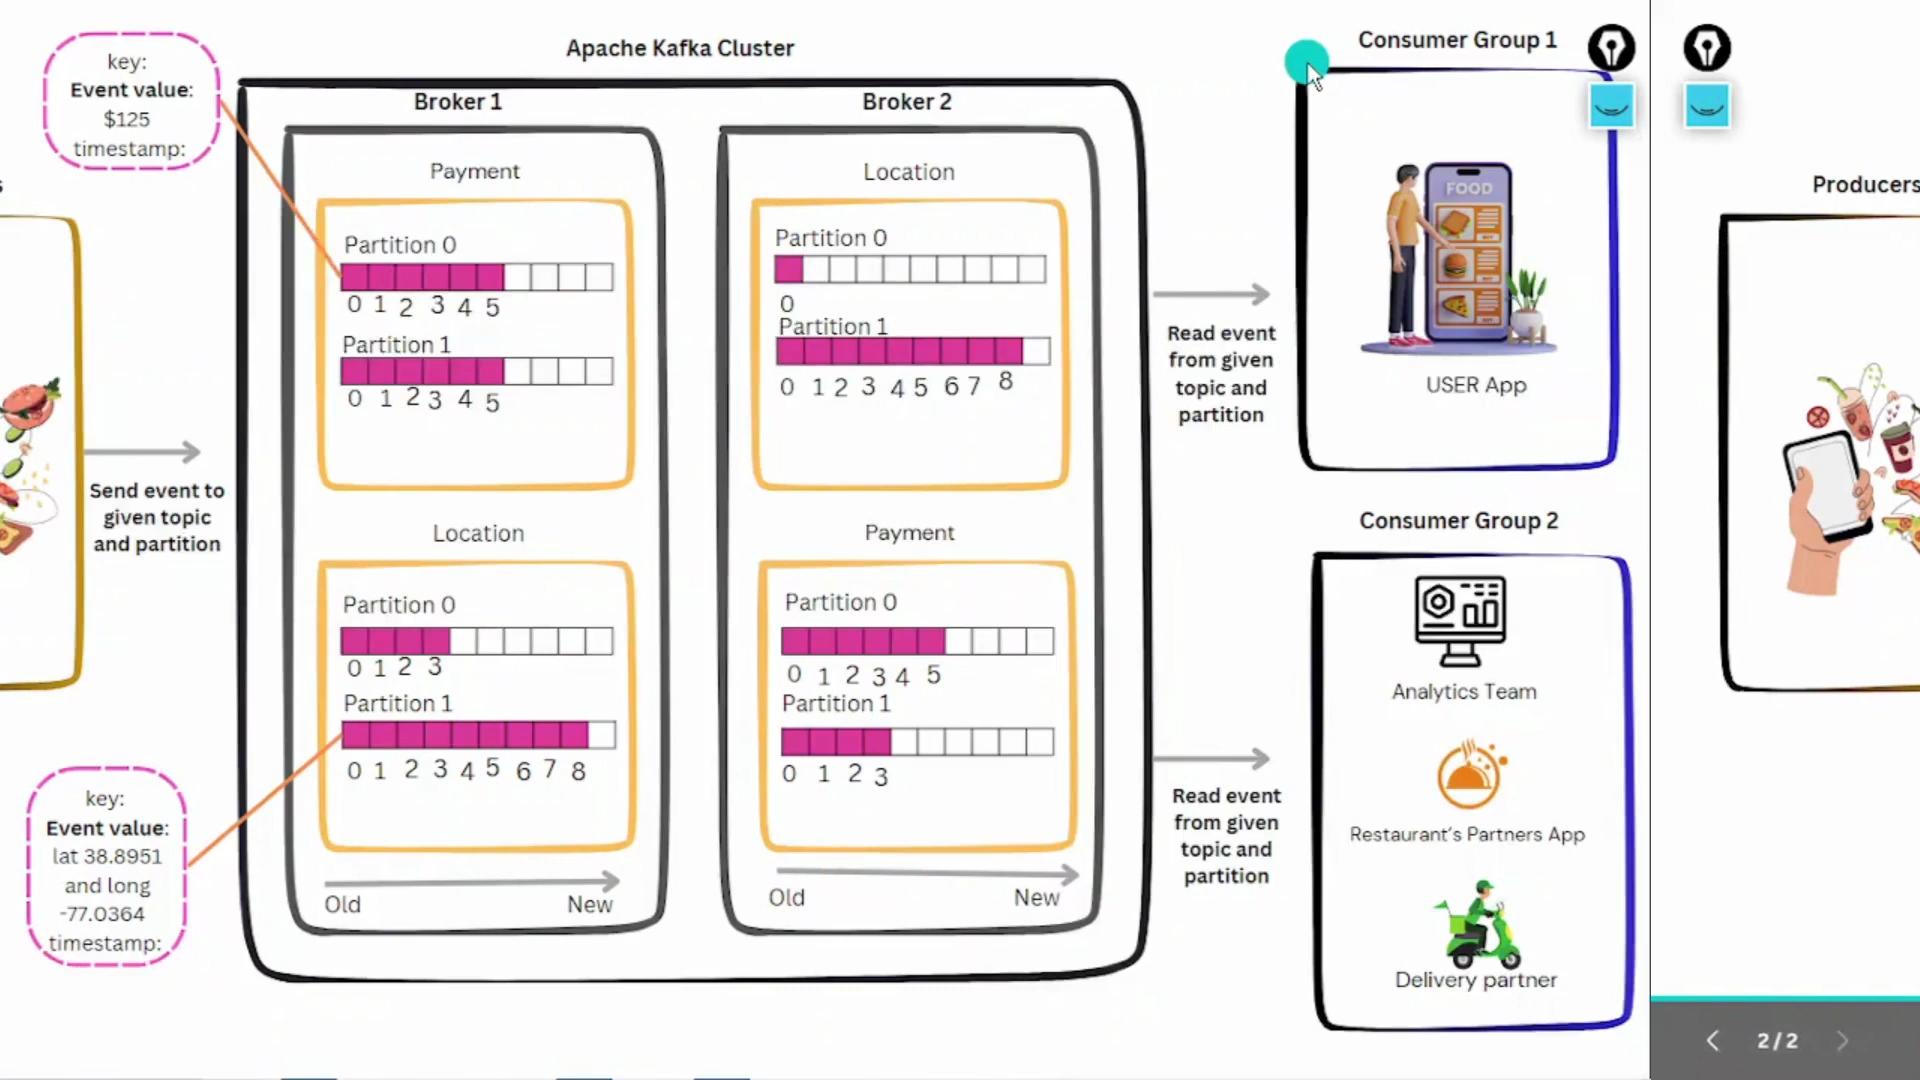 Apache Kafka Cluster
key:
Event value:
$125
timestamp:
s
Send event to
given topic
and partition
key:
Event value:
lat 38.8951
and long
-77.0364
timestamp:
Broker 1
Payment
Partition 0
0 1 2 3 4 5
Partition 1
0 1 2 3 4 5
Location
Partition 0
0 1 2 3
Partition 1
0 1 2 3 4 5 6 7 8
Old New
Broker 2
Location
Partition 0
0
Partition 1
0 1 2 3 4 5 6 7 8
Payment
Partition 0
0 1 2 3 4 5
Partition 1
0 1 2 3
Old New
Read event
from given
topic and
partition
Read event
from given
topic and
partition
Consumer Group 1
FOOD
USER App
Consumer Group 2
Analytics Team
Restaurant's Partners App
Delivery partner
Producers
2/2